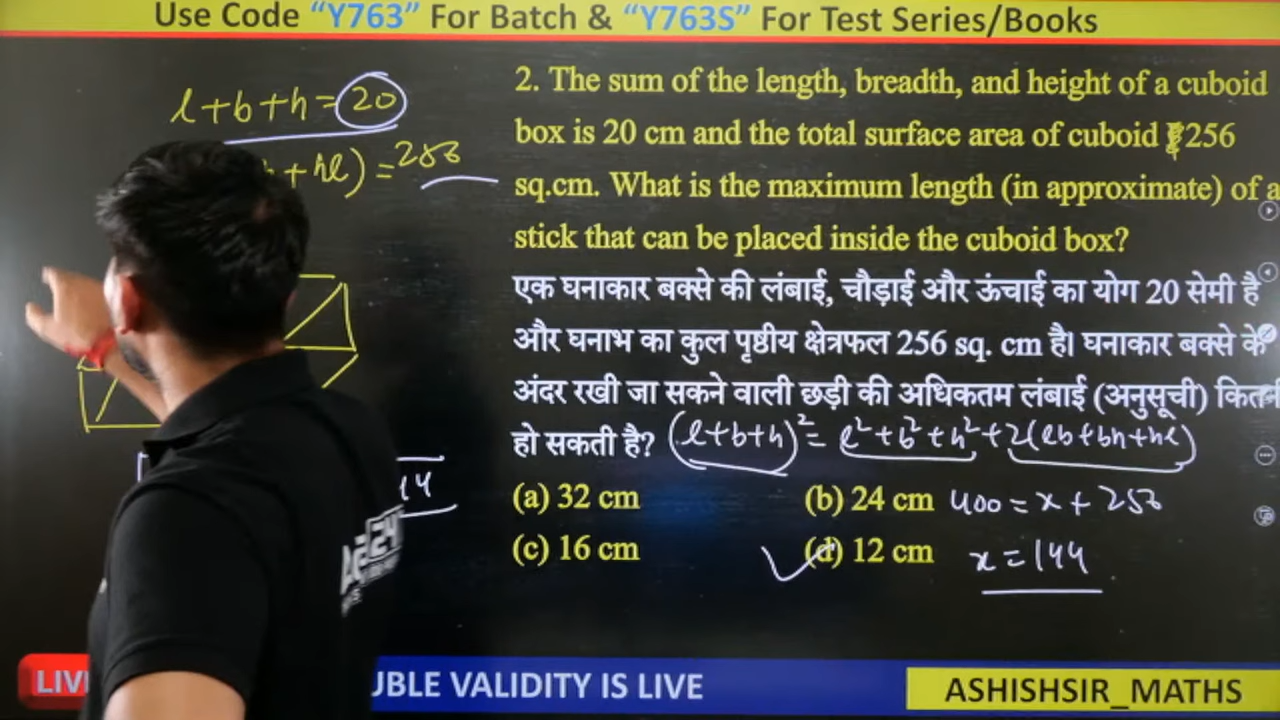 Use Code “Y763” For Batch & “Y763S” For Test Series/Books
l+b+h=20
+hl)=256
2. The sum of the length, breadth, and height of a cuboid
box is 20 cm and the total surface area of cuboid 256
sq.cm. What is the maximum length (in approximate) of a
stick that can be placed inside the cuboid box?
एक घनाकार बक्से की लंबाई, चौड़ाई और ऊंचाई का योग 20 सेमी है
और घनाभ का कुल पृष्ठीय क्षेत्रफल 256 sq. cm है। घनाकार बक्से के
अंदर रखी जा सकने वाली छड़ी की अधिकतम लंबाई (अनुसूची) कितनी
हो सकती है? (l+b+h)²=l²+b²+h²+2(lb+bh+hl)
(a) 32 cm (b) 24 cm 400=x+256
(c) 16 cm (d) 12 cm x=144
LIV
UBLE VALIDITY IS LIVE
ASHISHSIR_MATHS